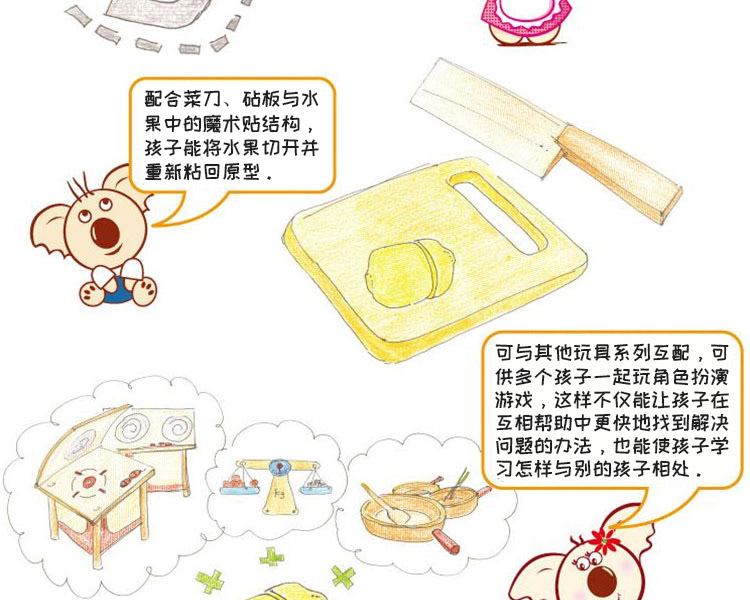 配合菜刀、砧板与水
果中的魔术贴结构，
孩子能将水果切开并
重新粘回原型．
可与其他玩具系列互配，可
供多个孩子一起玩角色扮演
游戏，这样不仅能让孩子在
互相帮助中更快地找到解决
问题的办法，也能使孩子学
习怎样与别的孩子相处．
kg